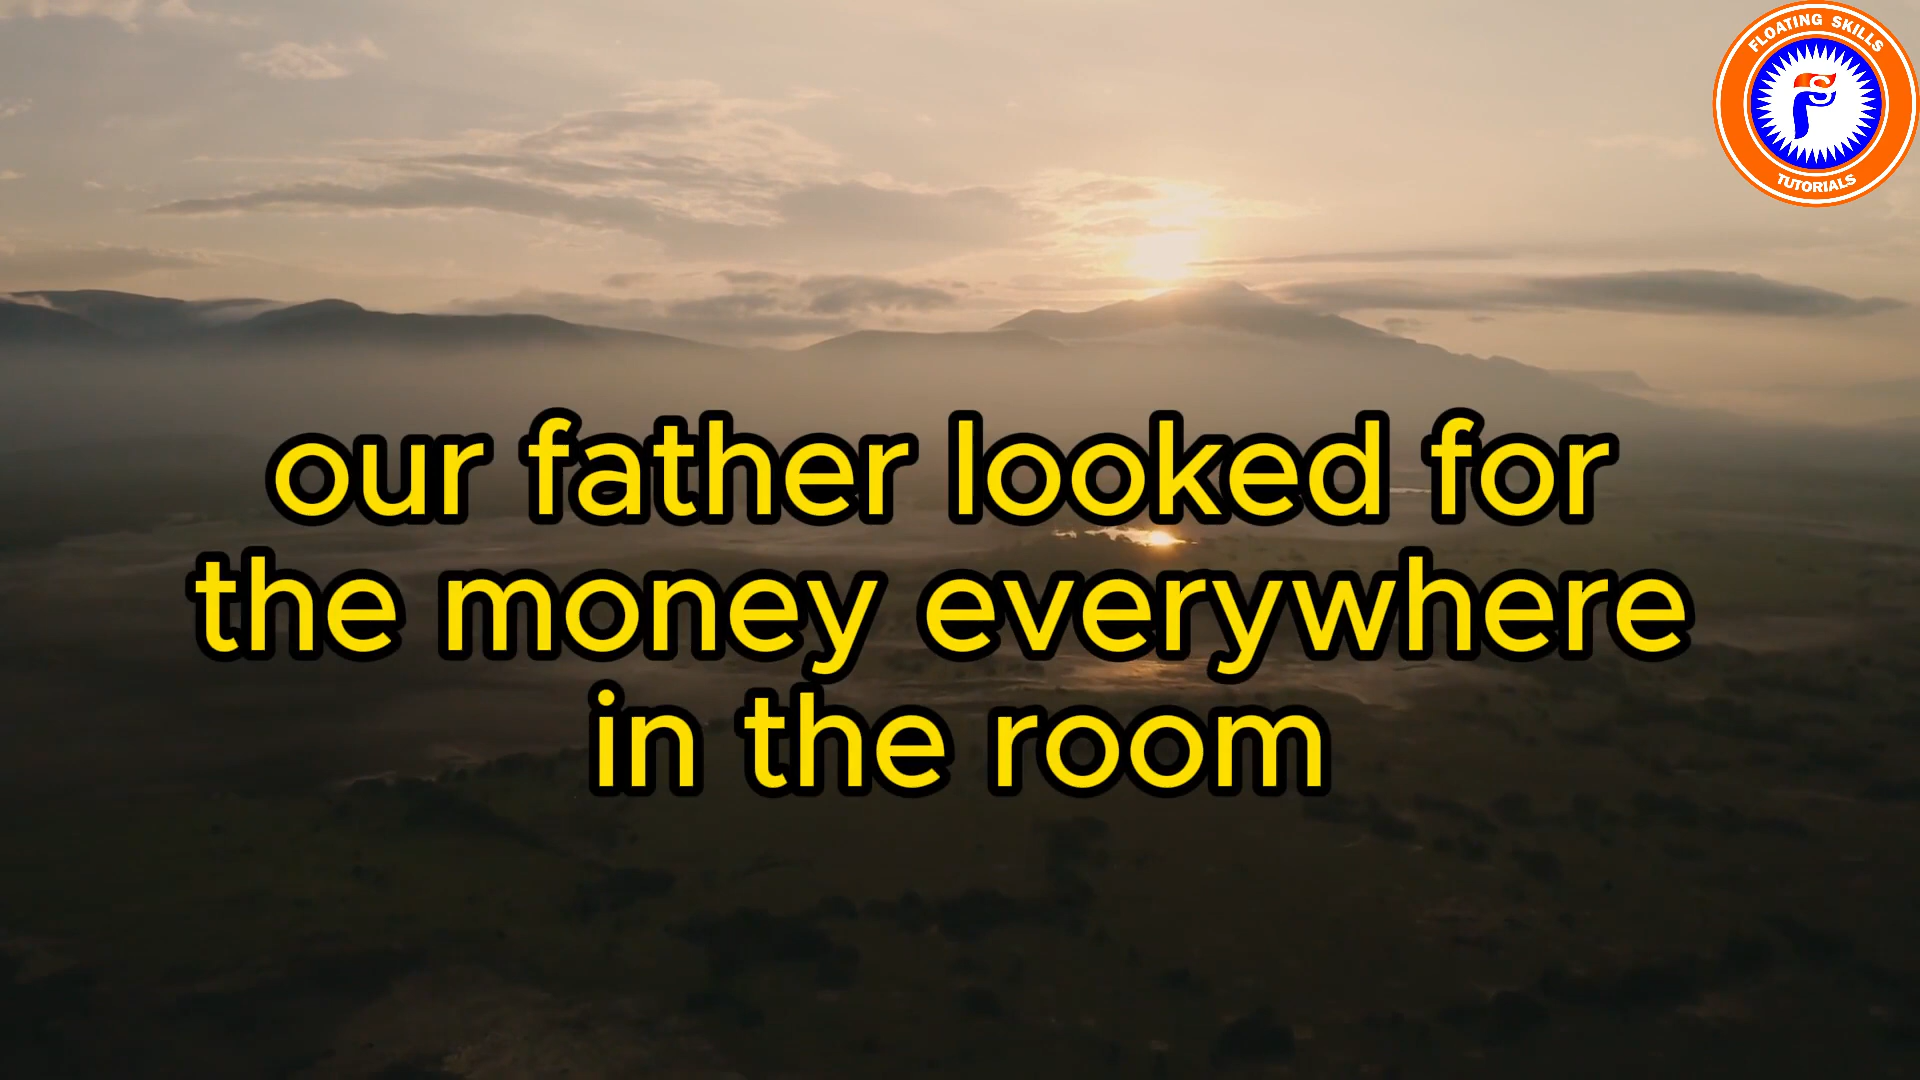 FLOATING SKILLS
TUTORIALS
our father looked for
the money everywhere
in the room